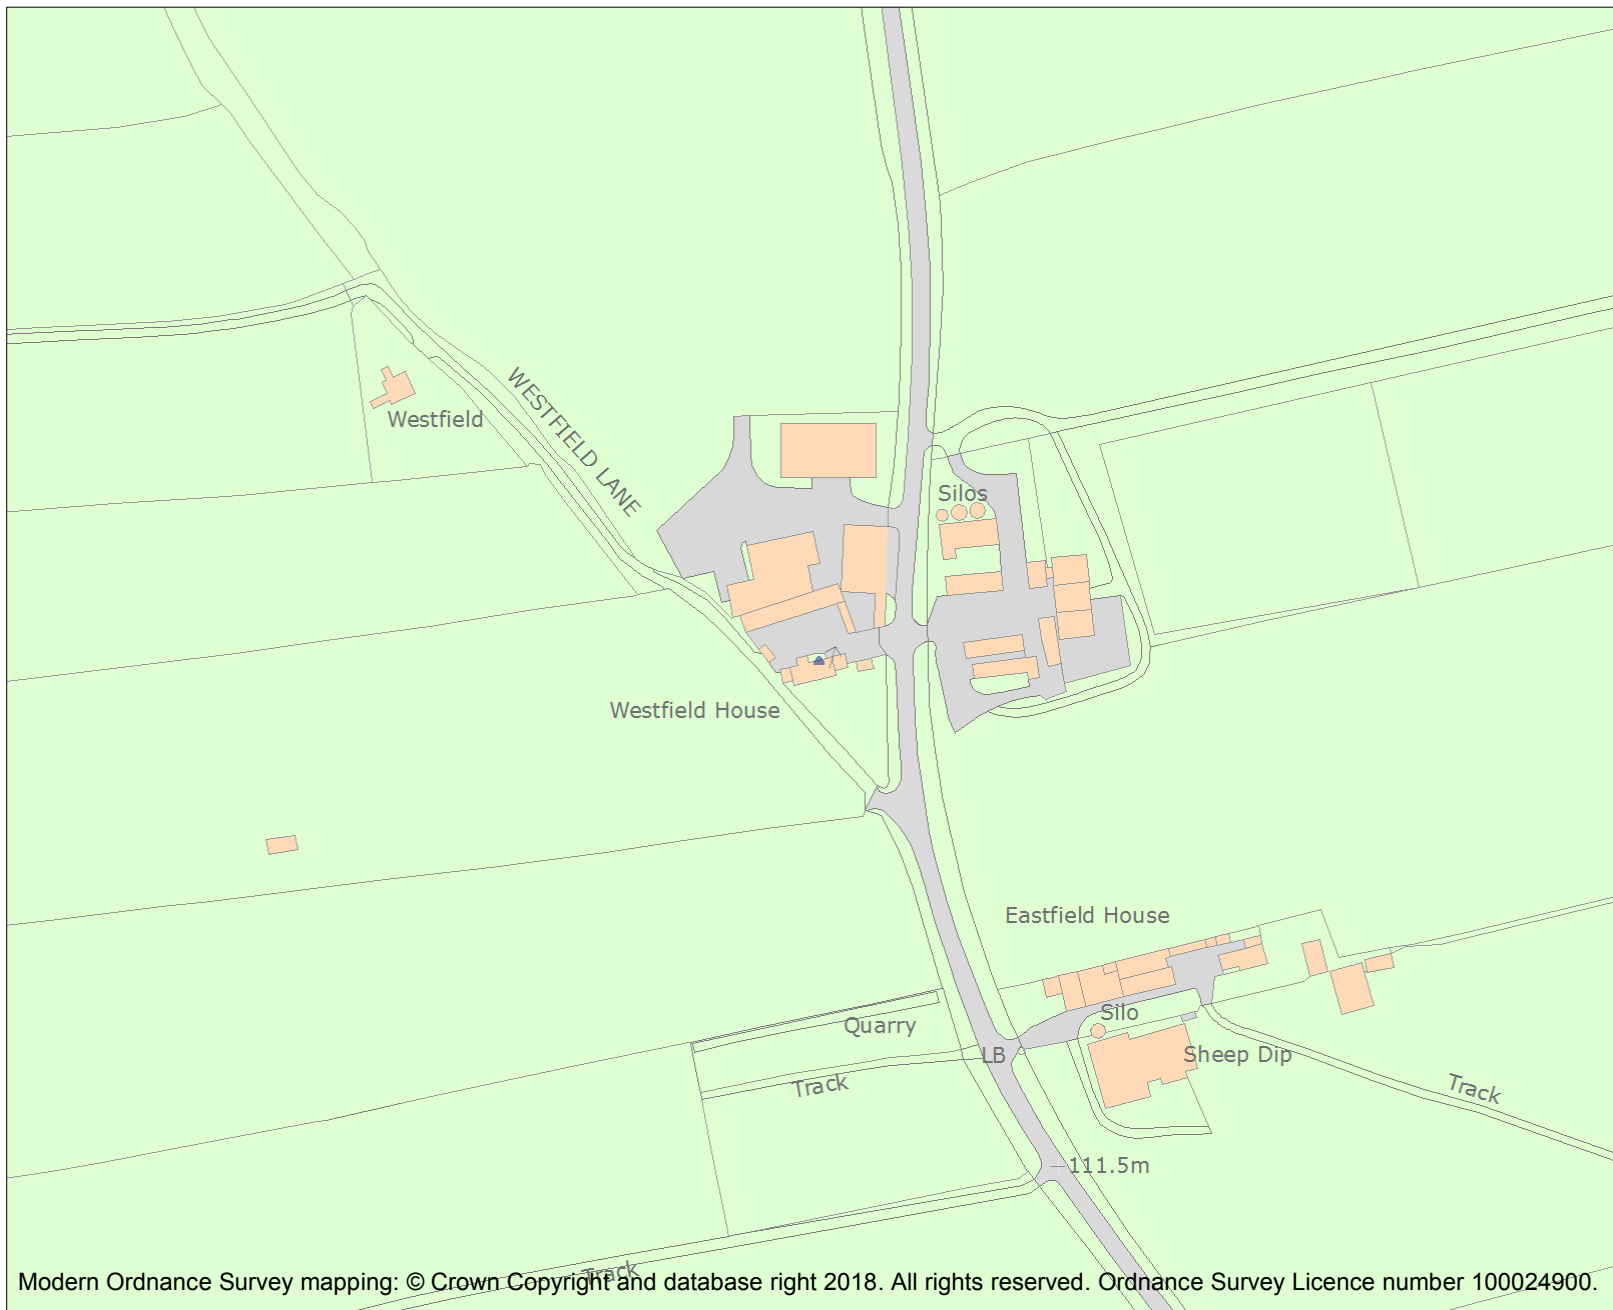 Westfield
WESTFIELD LANE
Silos
Westfield House
Eastfield House
Silo
Quarry
LB
Sheep Dip
Track
Track
111.5m
Track
Modern Ordnance Survey mapping: © Crown Copyright and database right 2018. All rights reserved. Ordnance Survey Licence number 100024900.